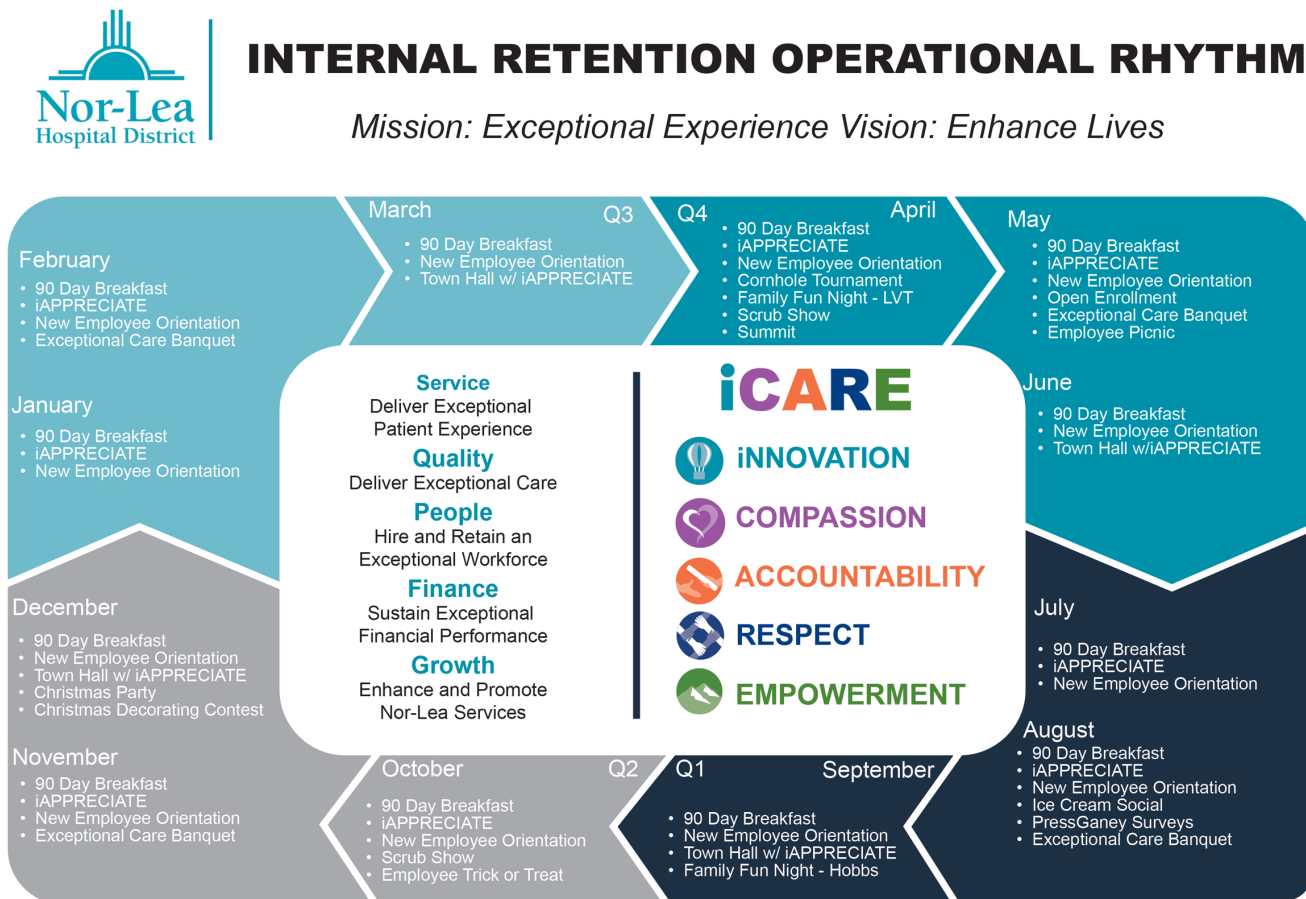 Nor-Lea
Hospital District
INTERNAL RETENTION OPERATIONAL RHYTHM
Mission: Exceptional Experience Vision: Enhance Lives
February
• 90 Day Breakfast
• iAPPRECIATE
• New Employee Orientation
• Exceptional Care Banquet
January
• 90 Day Breakfast
• iAPPRECIATE
• New Employee Orientation
March
Q3
• 90 Day Breakfast
• New Employee Orientation
• Town Hall w/ iAPPRECIATE
Q4
April
• 90 Day Breakfast
• iAPPRECIATE
• New Employee Orientation
• Cornhole Tournament
• Family Fun Night - LVT
• Scrub Show
• Summit
May
• 90 Day Breakfast
• iAPPRECIATE
• New Employee Orientation
• Open Enrollment
• Exceptional Care Banquet
• Employee Picnic
June
• 90 Day Breakfast
• New Employee Orientation
• Town Hall w/iAPPRECIATE
Service
Deliver Exceptional
Patient Experience
Quality
Deliver Exceptional Care
People
Hire and Retain an
Exceptional Workforce
Finance
Sustain Exceptional
Financial Performance
Growth
Enhance and Promote
Nor-Lea Services
iCARE
iNNOVATION
COMPASSION
ACCOUNTABILITY
RESPECT
EMPOWERMENT
July
• 90 Day Breakfast
• iAPPRECIATE
• New Employee Orientation
August
• 90 Day Breakfast
• iAPPRECIATE
• New Employee Orientation
• Ice Cream Social
• PressGaney Surveys
• Exceptional Care Banquet
Q1
September
• 90 Day Breakfast
• New Employee Orientation
• Town Hall w/ iAPPRECIATE
• Family Fun Night - Hobbs
October
Q2
• 90 Day Breakfast
• iAPPRECIATE
• New Employee Orientation
• Scrub Show
• Employee Trick or Treat
November
• 90 Day Breakfast
• iAPPRECIATE
• New Employee Orientation
• Exceptional Care Banquet
December
• 90 Day Breakfast
• New Employee Orientation
• Town Hall w/ iAPPRECIATE
• Christmas Party
• Christmas Decorating Contest